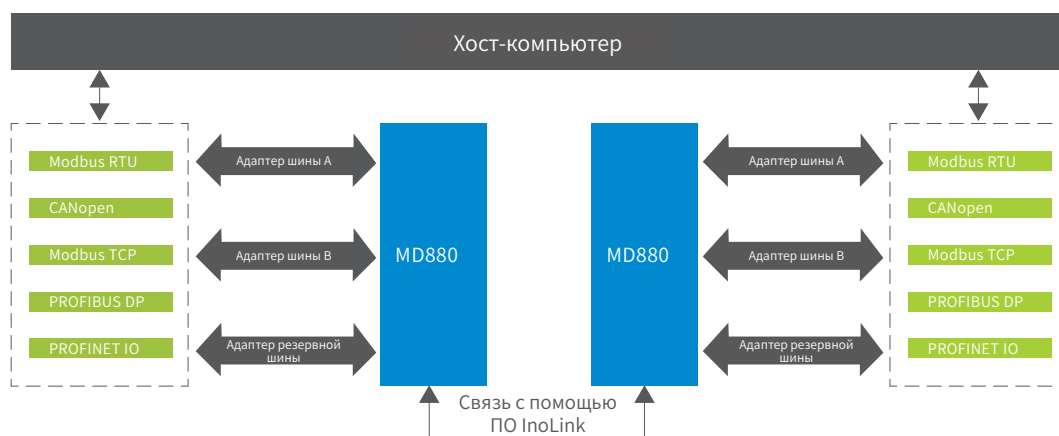 Хост-компьютер
Modbus RTU
CANopen
Modbus TCP
PROFIBUS DP
PROFINET IO
Адаптер шины A
Адаптер шины B
Адаптер резервной
шины
MD880
MD880
Адаптер шины A
Адаптер шины B
Адаптер резервной
шины
Modbus RTU
CANopen
Modbus TCP
PROFIBUS DP
PROFINET IO
Связь с помощью
ПО InoLink